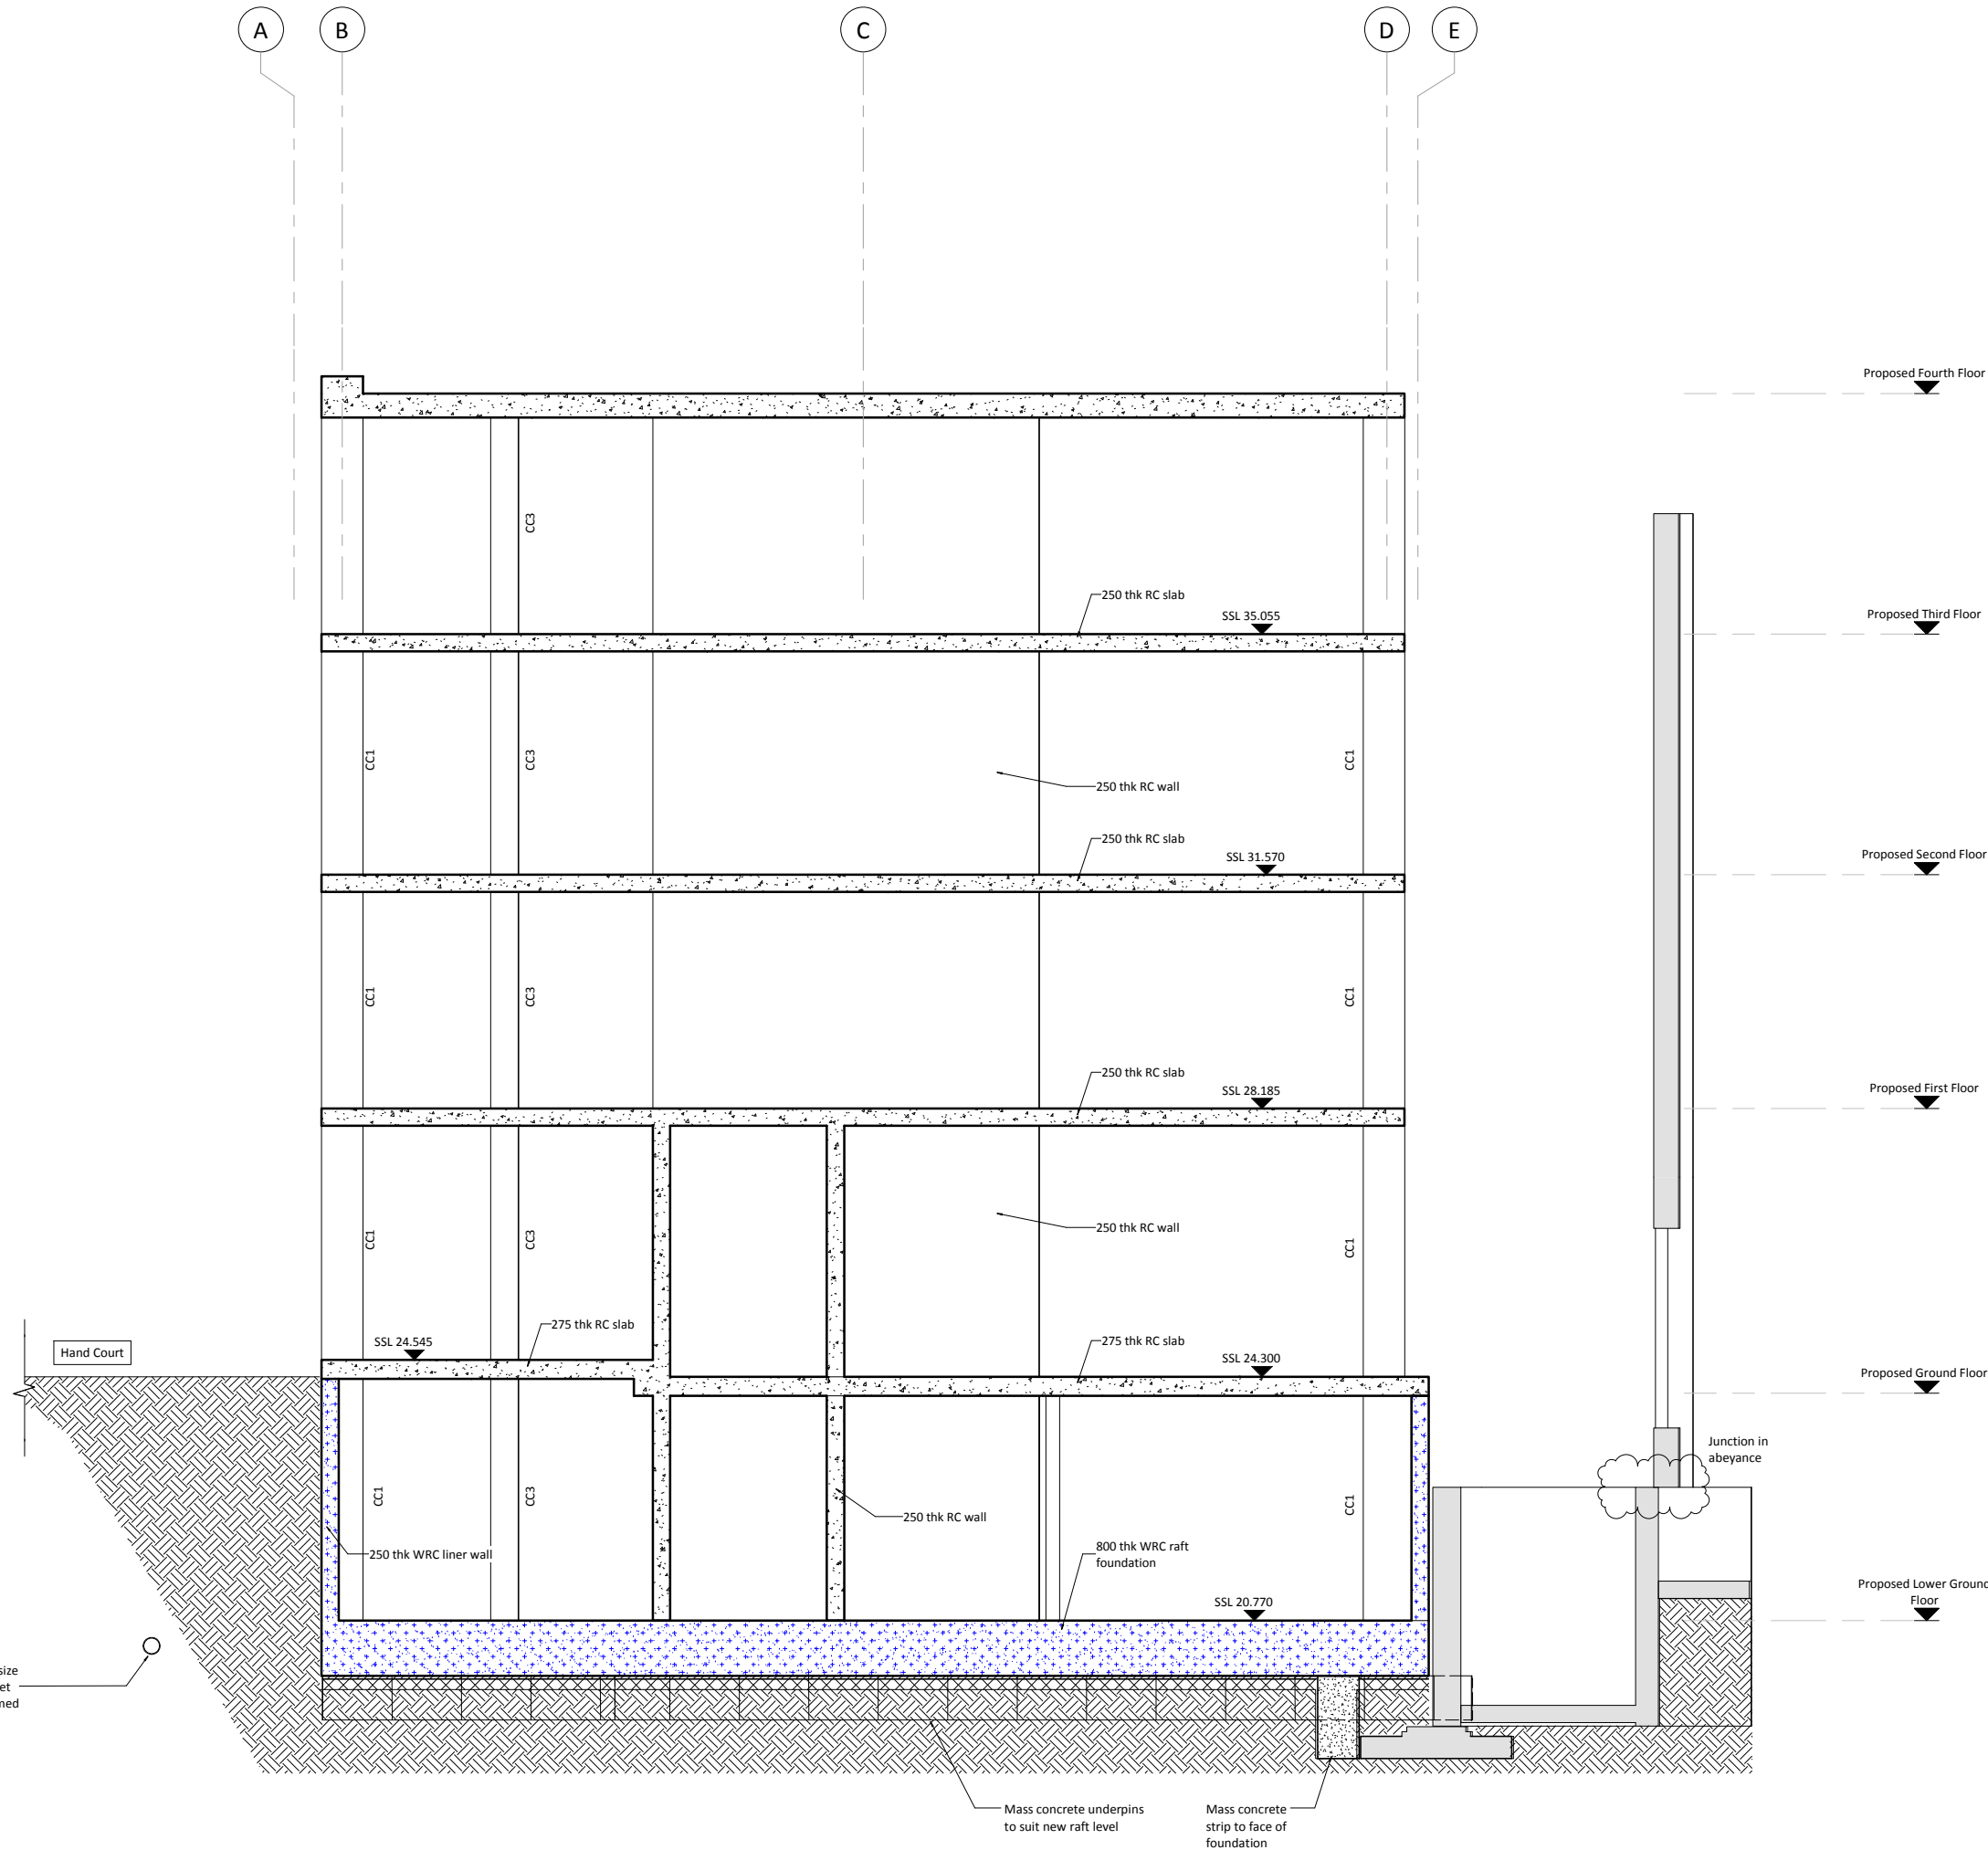 A
B
C
D
E
Proposed Fourth Floor
CC3
250 thk RC slab
SSL 35.055
Proposed Third Floor
CC1
CC3
CC1
250 thk RC wall
250 thk RC slab
SSL 31.570
Proposed Second Floor
CC1
CC3
CC1
250 thk RC slab
SSL 28.185
Proposed First Floor
CC1
CC3
CC1
250 thk RC wall
275 thk RC slab
SSL 24.545
Hand Court
275 thk RC slab
SSL 24.300
Proposed Ground Floor
Junction in
abeyance
CC1
CC3
CC1
250 thk RC wall
250 thk WRC liner wall
800 thk WRC raft
foundation
SSL 20.770
Proposed Lower Ground
Floor
size
Mass concrete underpins
to suit new raft level
Mass concrete
strip to face of
foundation